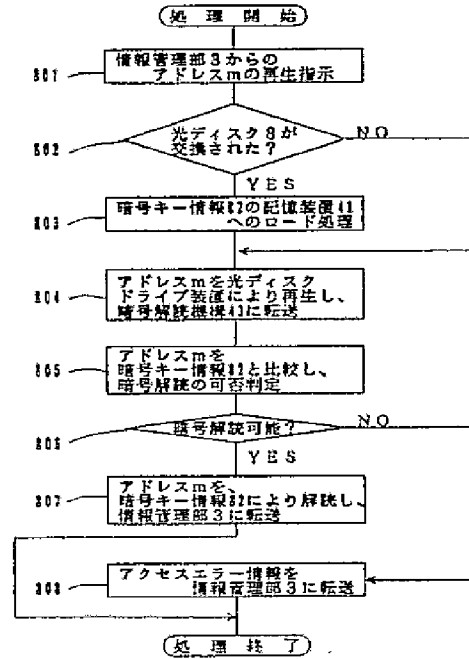 処理開始
801
情報管理部3からの
アドレスmの再生指示
802
光ディスク8が
交換された?
NO
YES
803
暗号キー情報82の記憶装置41
へのロード処理
804
アドレスmを光ディスク
ドライブ装置により再生し、
暗号解読機構43に転送
805
アドレスmを
暗号キー情報82と比較し、
暗号解読の可否判定
806
暗号解読可能?
NO
YES
807
アドレスmを、
暗号キー情報82により解読し、
情報管理部3に転送
808
アクセスエラー情報を
情報管理部3に転送
処理終了